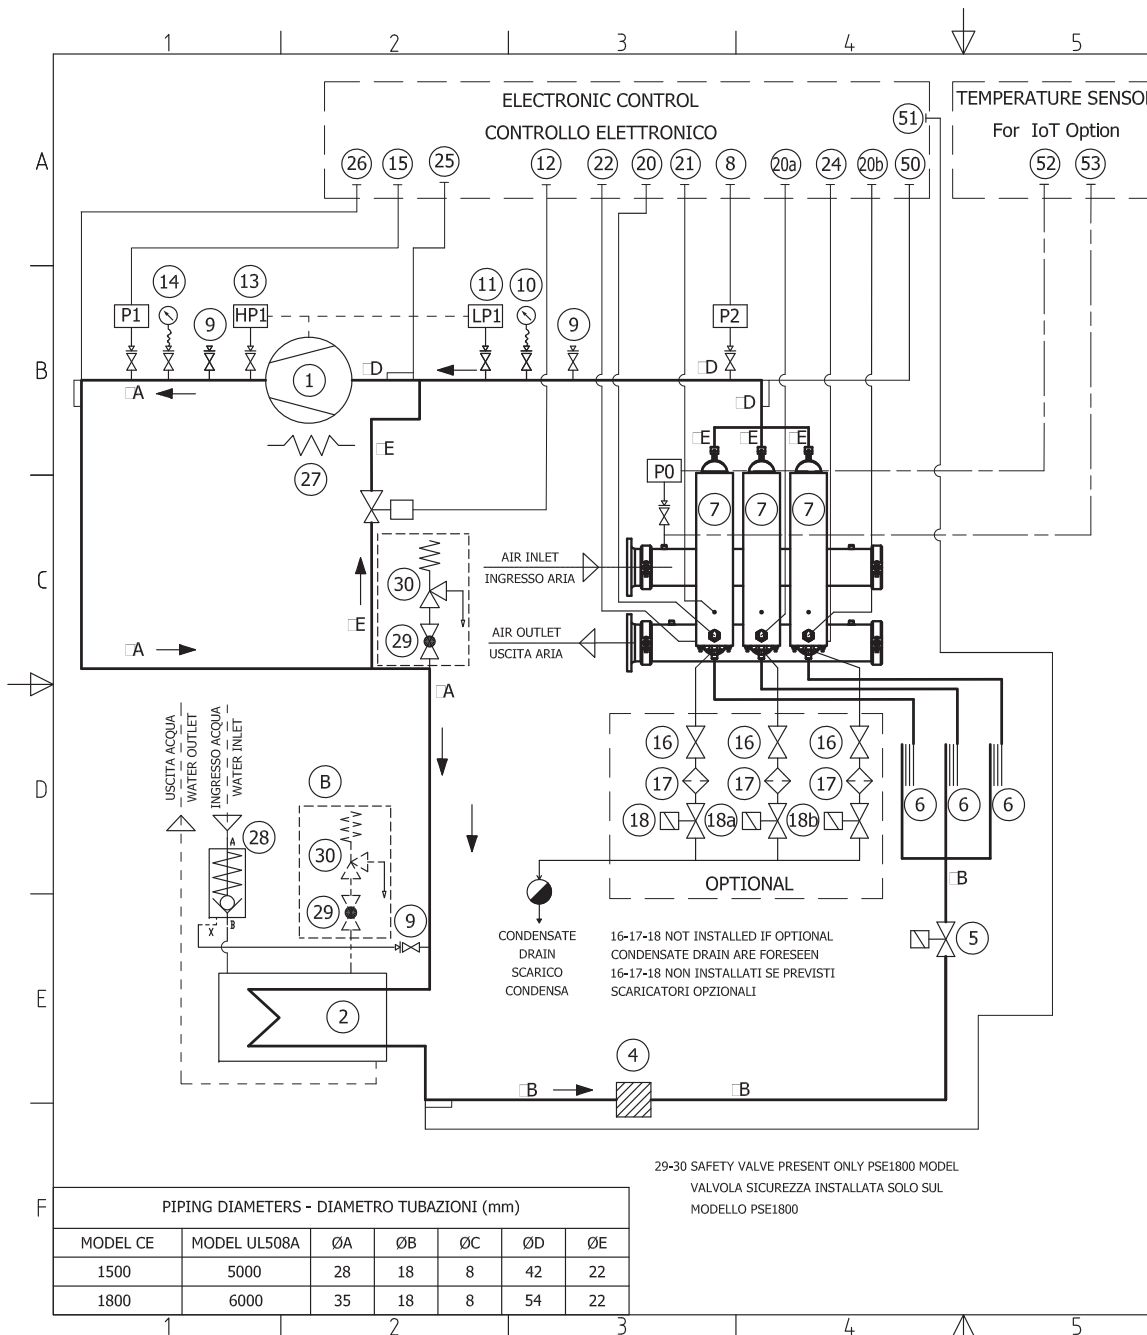 1 2 3 4 5
A
B
C
D
E
F
ELECTRONIC CONTROL
CONTROLLO ELETTRONICO
51
TEMPERATURE SENSO
For IoT Option
26 15 25 12 22 20 21 8 20a 24 20b 50 52 53
14 13 11 10
P1 9 HP1 LP1 9 P2
1
□D □D
□A
□D
□E □E □E □E
27
P0
7 7 7
AIR INLET
INGRESSO ARIA
30
□E
29
AIR OUTLET
USCITA ARIA
□A
□A
USCITA ACQUA
WATER OUTLET
INGRESSO ACQUA
WATER INLET
16 16 16
B
17 17 17
6 6 6
18 18a 18b
28
A
30
OPTIONAL
□B
29
B
X
9
5
CONDENSATE
DRAIN
SCARICO
CONDENSA
16-17-18 NOT INSTALLED IF OPTIONAL
CONDENSATE DRAIN ARE FORESEEN
16-17-18 NON INSTALLATI SE PREVISTI
SCARICATORI OPZIONALI
2
4
□B □B
29-30 SAFETY VALVE PRESENT ONLY PSE1800 MODEL
VALVOLA SICUREZZA INSTALLATA SOLO SUL
MODELLO PSE1800
PIPING DIAMETERS - DIAMETRO TUBAZIONI (mm)
MODEL CE MODEL UL508A ØA ØB ØC ØD ØE
1500 5000 28 18 8 42 22
1800 6000 35 18 8 54 22
1 2 3 4 5